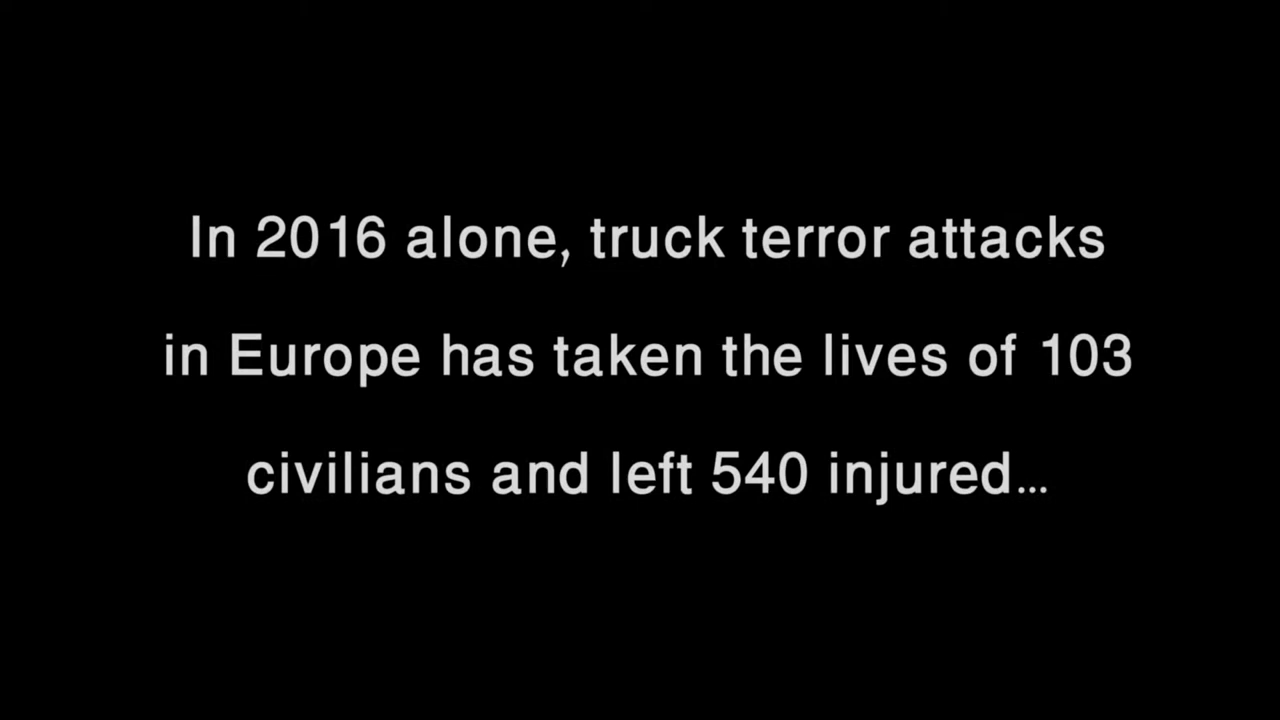 In 2016 alone, truck terror attacks
in Europe has taken the lives of 103
civilians and left 540 injured...